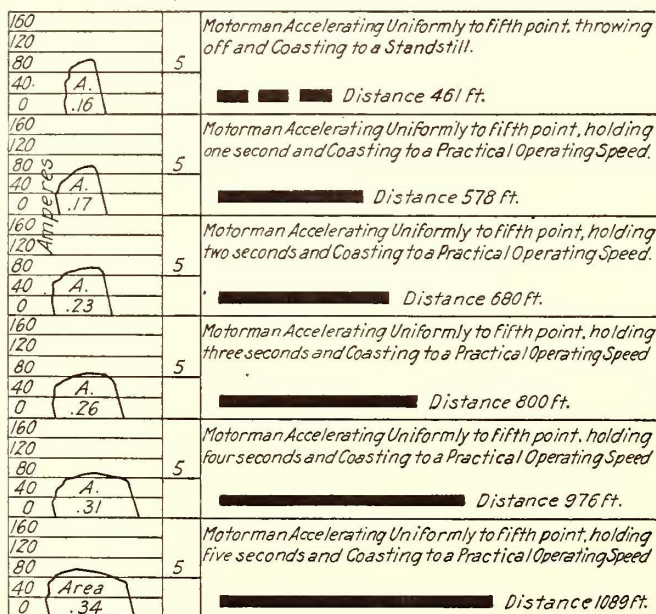 160
120
80
40
0
A.
.16
5
Motorman Accelerating Uniformly to fifth point, throwing
off and Coasting to a Standstill.
Distance 461 ft.
160
120
80
40
0
Amperes
A.
.17
5
Motorman Accelerating Uniformly to fifth point, holding
one second and Coasting to a Practical Operating Speed.
Distance 578 ft.
160
120
80
40
0
A.
.23
5
Motorman Accelerating Uniformly to fifth point, holding
two seconds and Coasting to a Practical Operating Speed.
Distance 680 ft.
160
120
80
40
0
A.
.26
5
Motorman Accelerating Uniformly to fifth point, holding
three seconds and Coasting to a Practical Operating Speed
Distance 800 ft.
160
120
80
40
0
A.
.31
5
Motorman Accelerating Uniformly to fifth point, holding
four seconds and Coasting to a Practical Operating Speed
Distance 976 ft.
160
120
80
40
0
Area
.34
5
Motorman Accelerating Uniformly to fifth point, holding
five seconds and Coasting to a Practical Operating Speed
Distance 1089 ft.